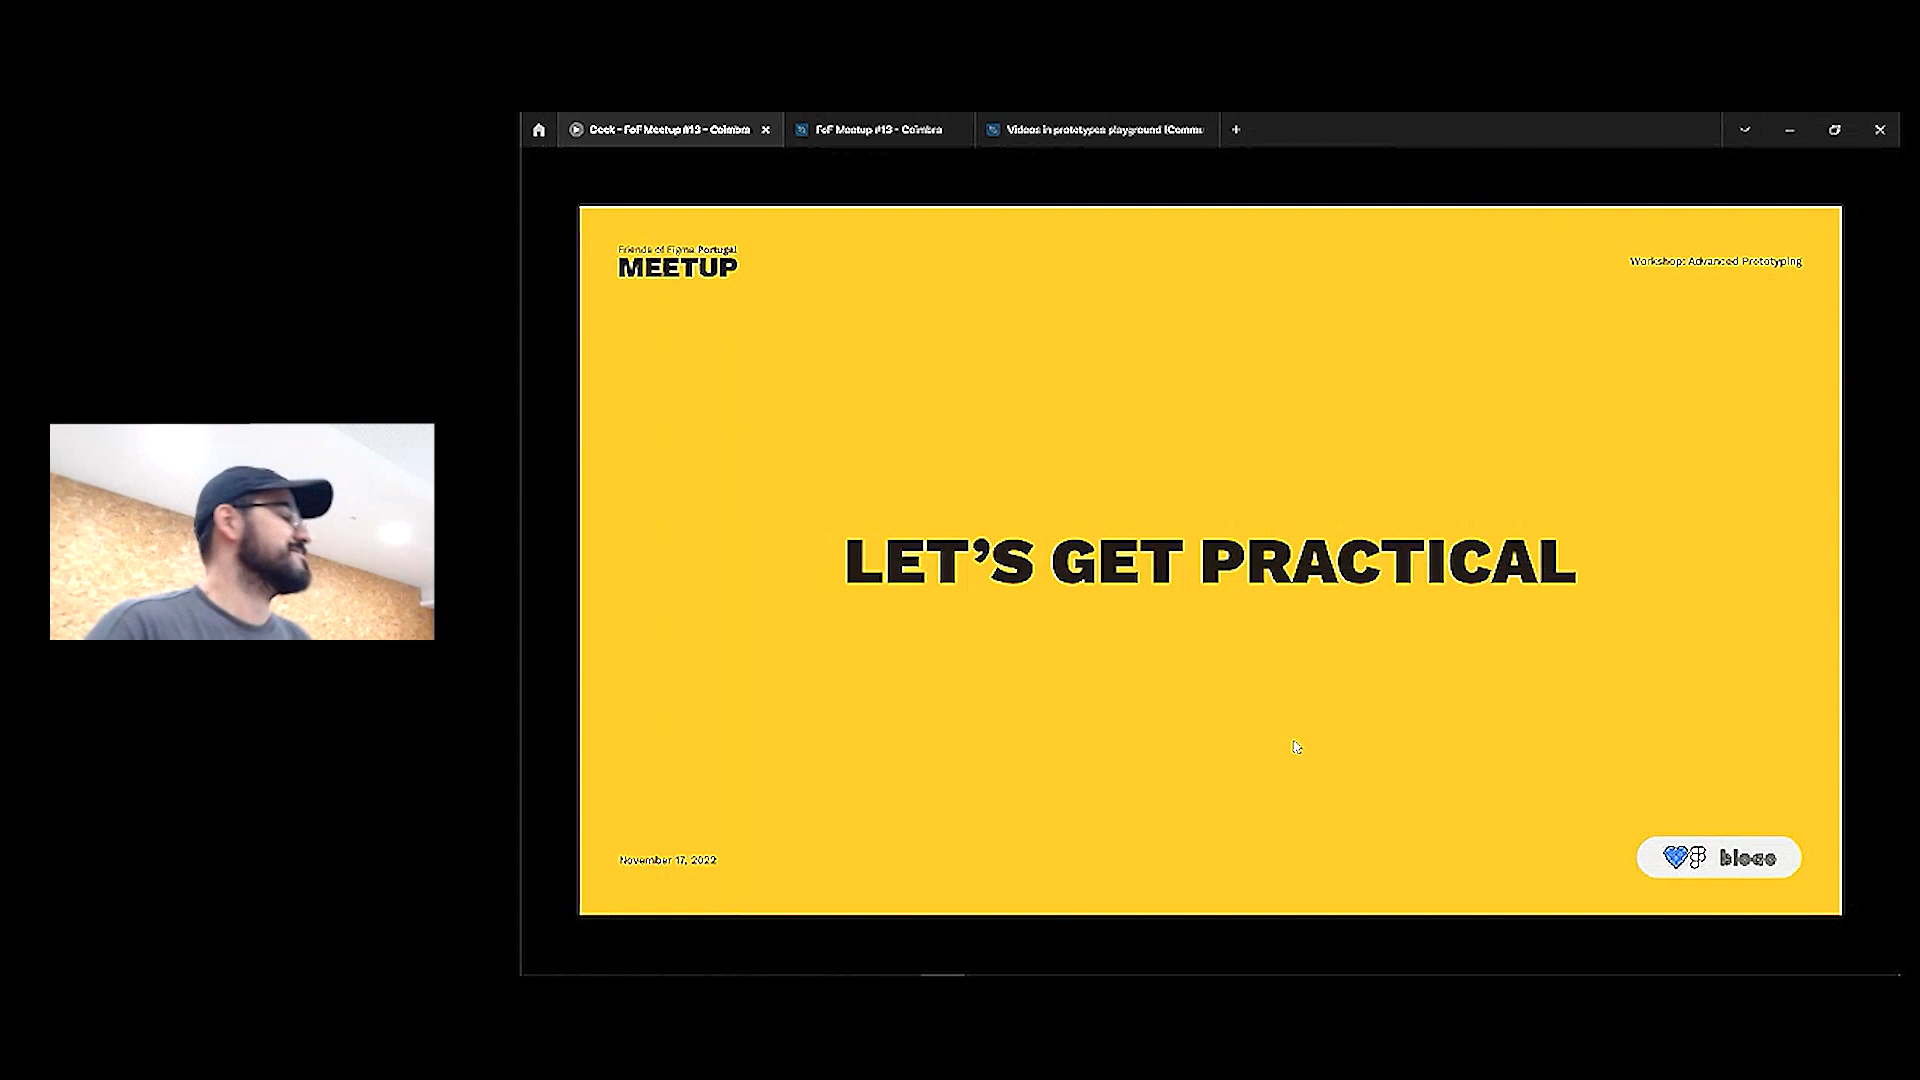 Geek - FoF Meetup #13 - Coimbra
FoF Meetup #13 - Coimbra
Videos in prototypes playground (Commu
Friends of Figma Portugal
MEETUP
Workshop: Advanced Prototyping
LET’S GET PRACTICAL
November 17, 2022
bloco